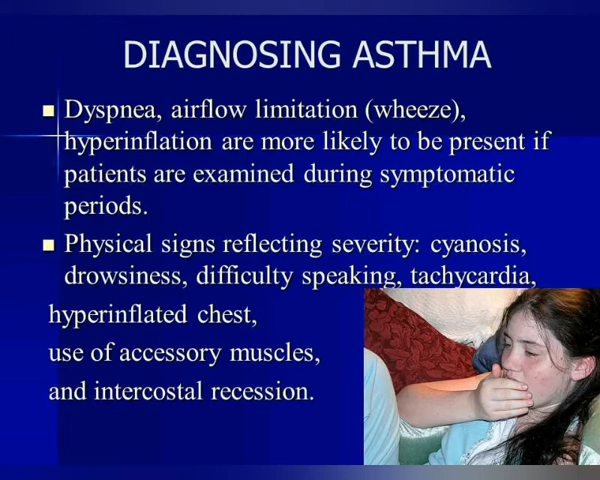 DIAGNOSING ASTHMA
Dyspnea, airflow limitation (wheeze),
hyperinflation are more likely to be present if
patients are examined during symptomatic
periods.
Physical signs reflecting severity: cyanosis,
drowsiness, difficulty speaking, tachycardia,
hyperinflated chest,
use of accessory muscles,
and intercostal recession.